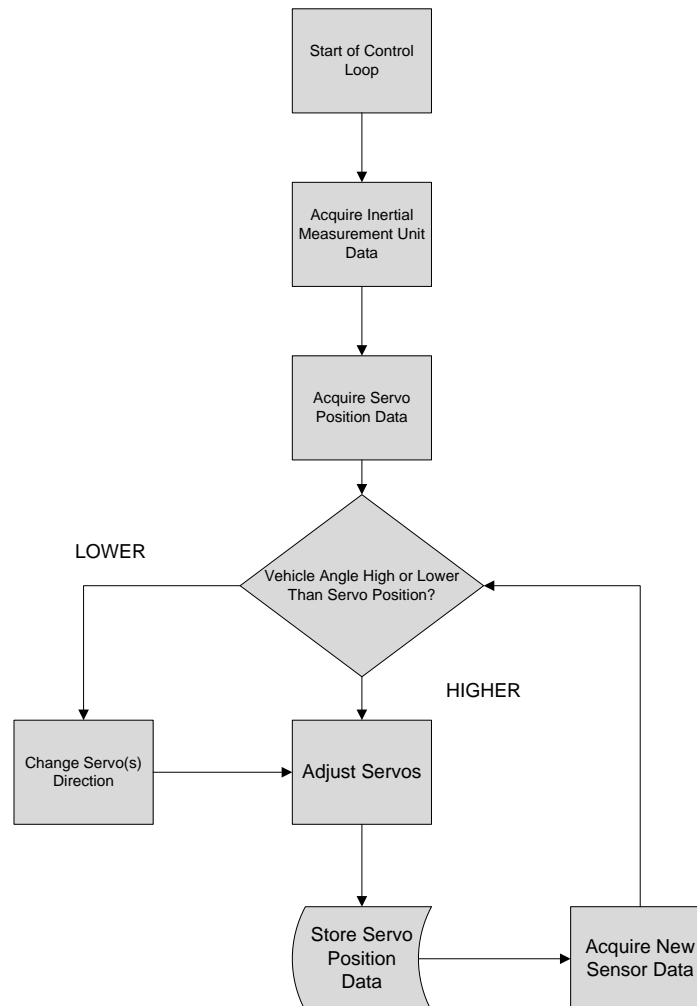 Start of Control
Loop
Acquire Inertial
Measurement Unit
Data
Acquire Servo
Position Data
LOWER
Vehicle Angle High or Lower
Than Servo Position?
HIGHER
Change Servo(s)
Direction
Adjust Servos
Store Servo
Position
Data
Acquire New
Sensor Data